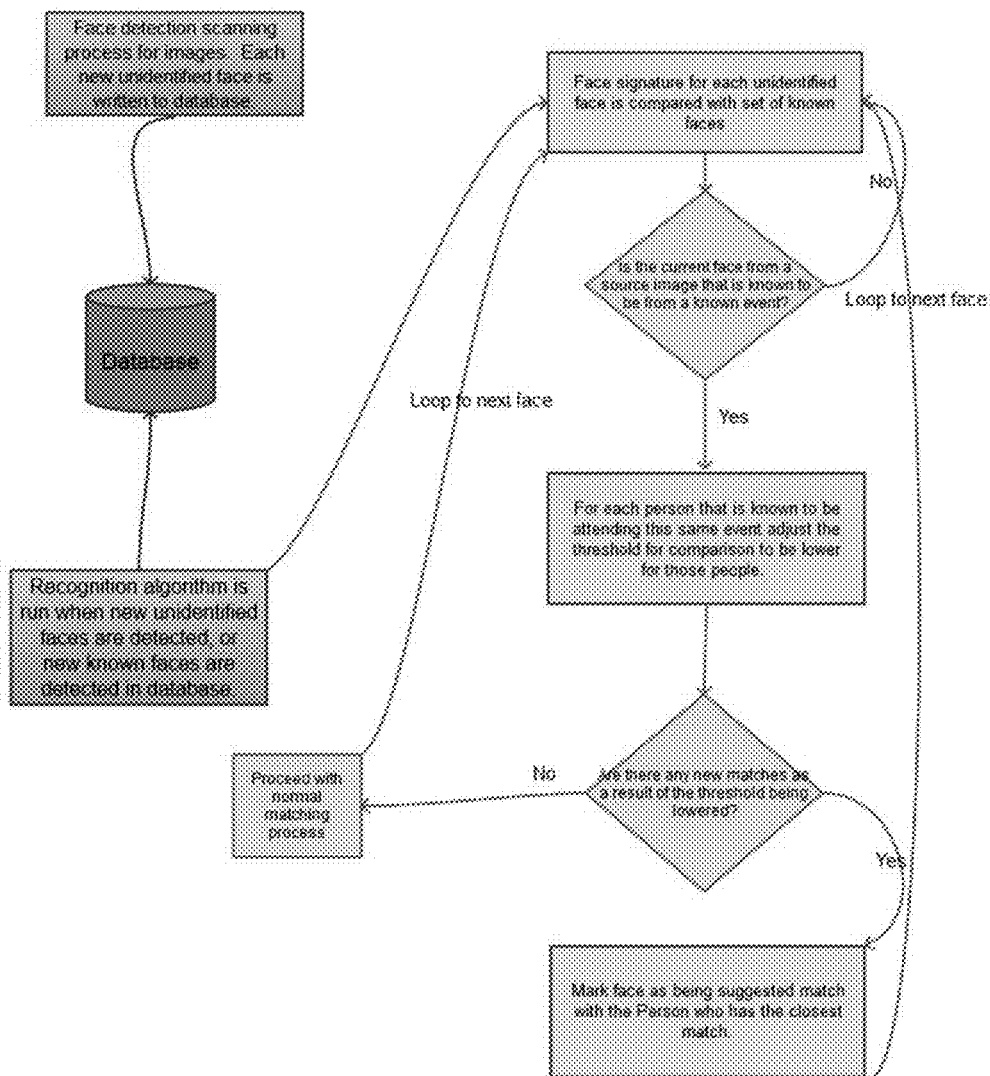 Face detection scanning
process for images. Each
new unidentified face is
written to database.
Database
Recognition algorithm is
run when new unidentified
faces are detected, or
new known faces are
detected in database.
Face signature for each unidentified
face is compared with set of known
faces
No
Is the current face from a
source image that is known to
be from a known event?
Loop to next face
Loop to next face
Yes
For each person that is known to be
attending this same event adjust the
threshold for comparison to be lower
for those people.
Proceed with
normal
matching
process
No
Are there any new matches as
a result of the threshold being
lowered?
Yes
Mark face as being suggested match
with the Person who has the closest
match.